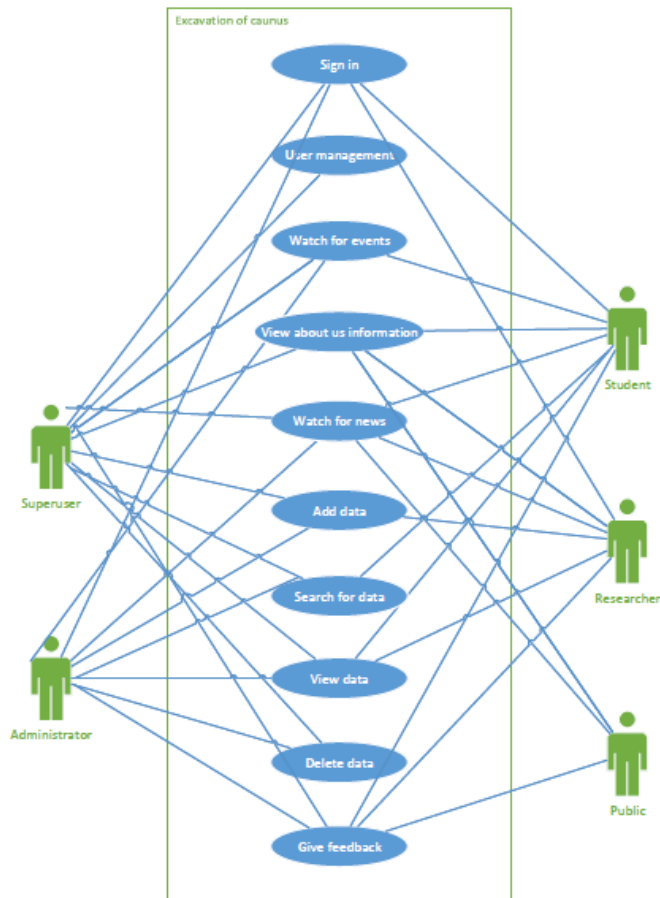 Excavation of caunus
Sign in
User management
Watch for events
View about us information
Student
Watch for news
Superuser
Add data
Search for data
Researcher
View data
Administrator
Delete data
Public
Give feedback